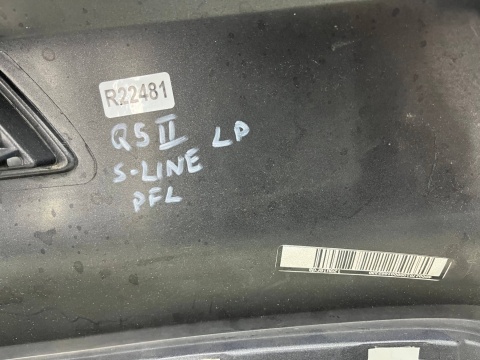 R22481
Q5 II LP
S-LINE
PFL